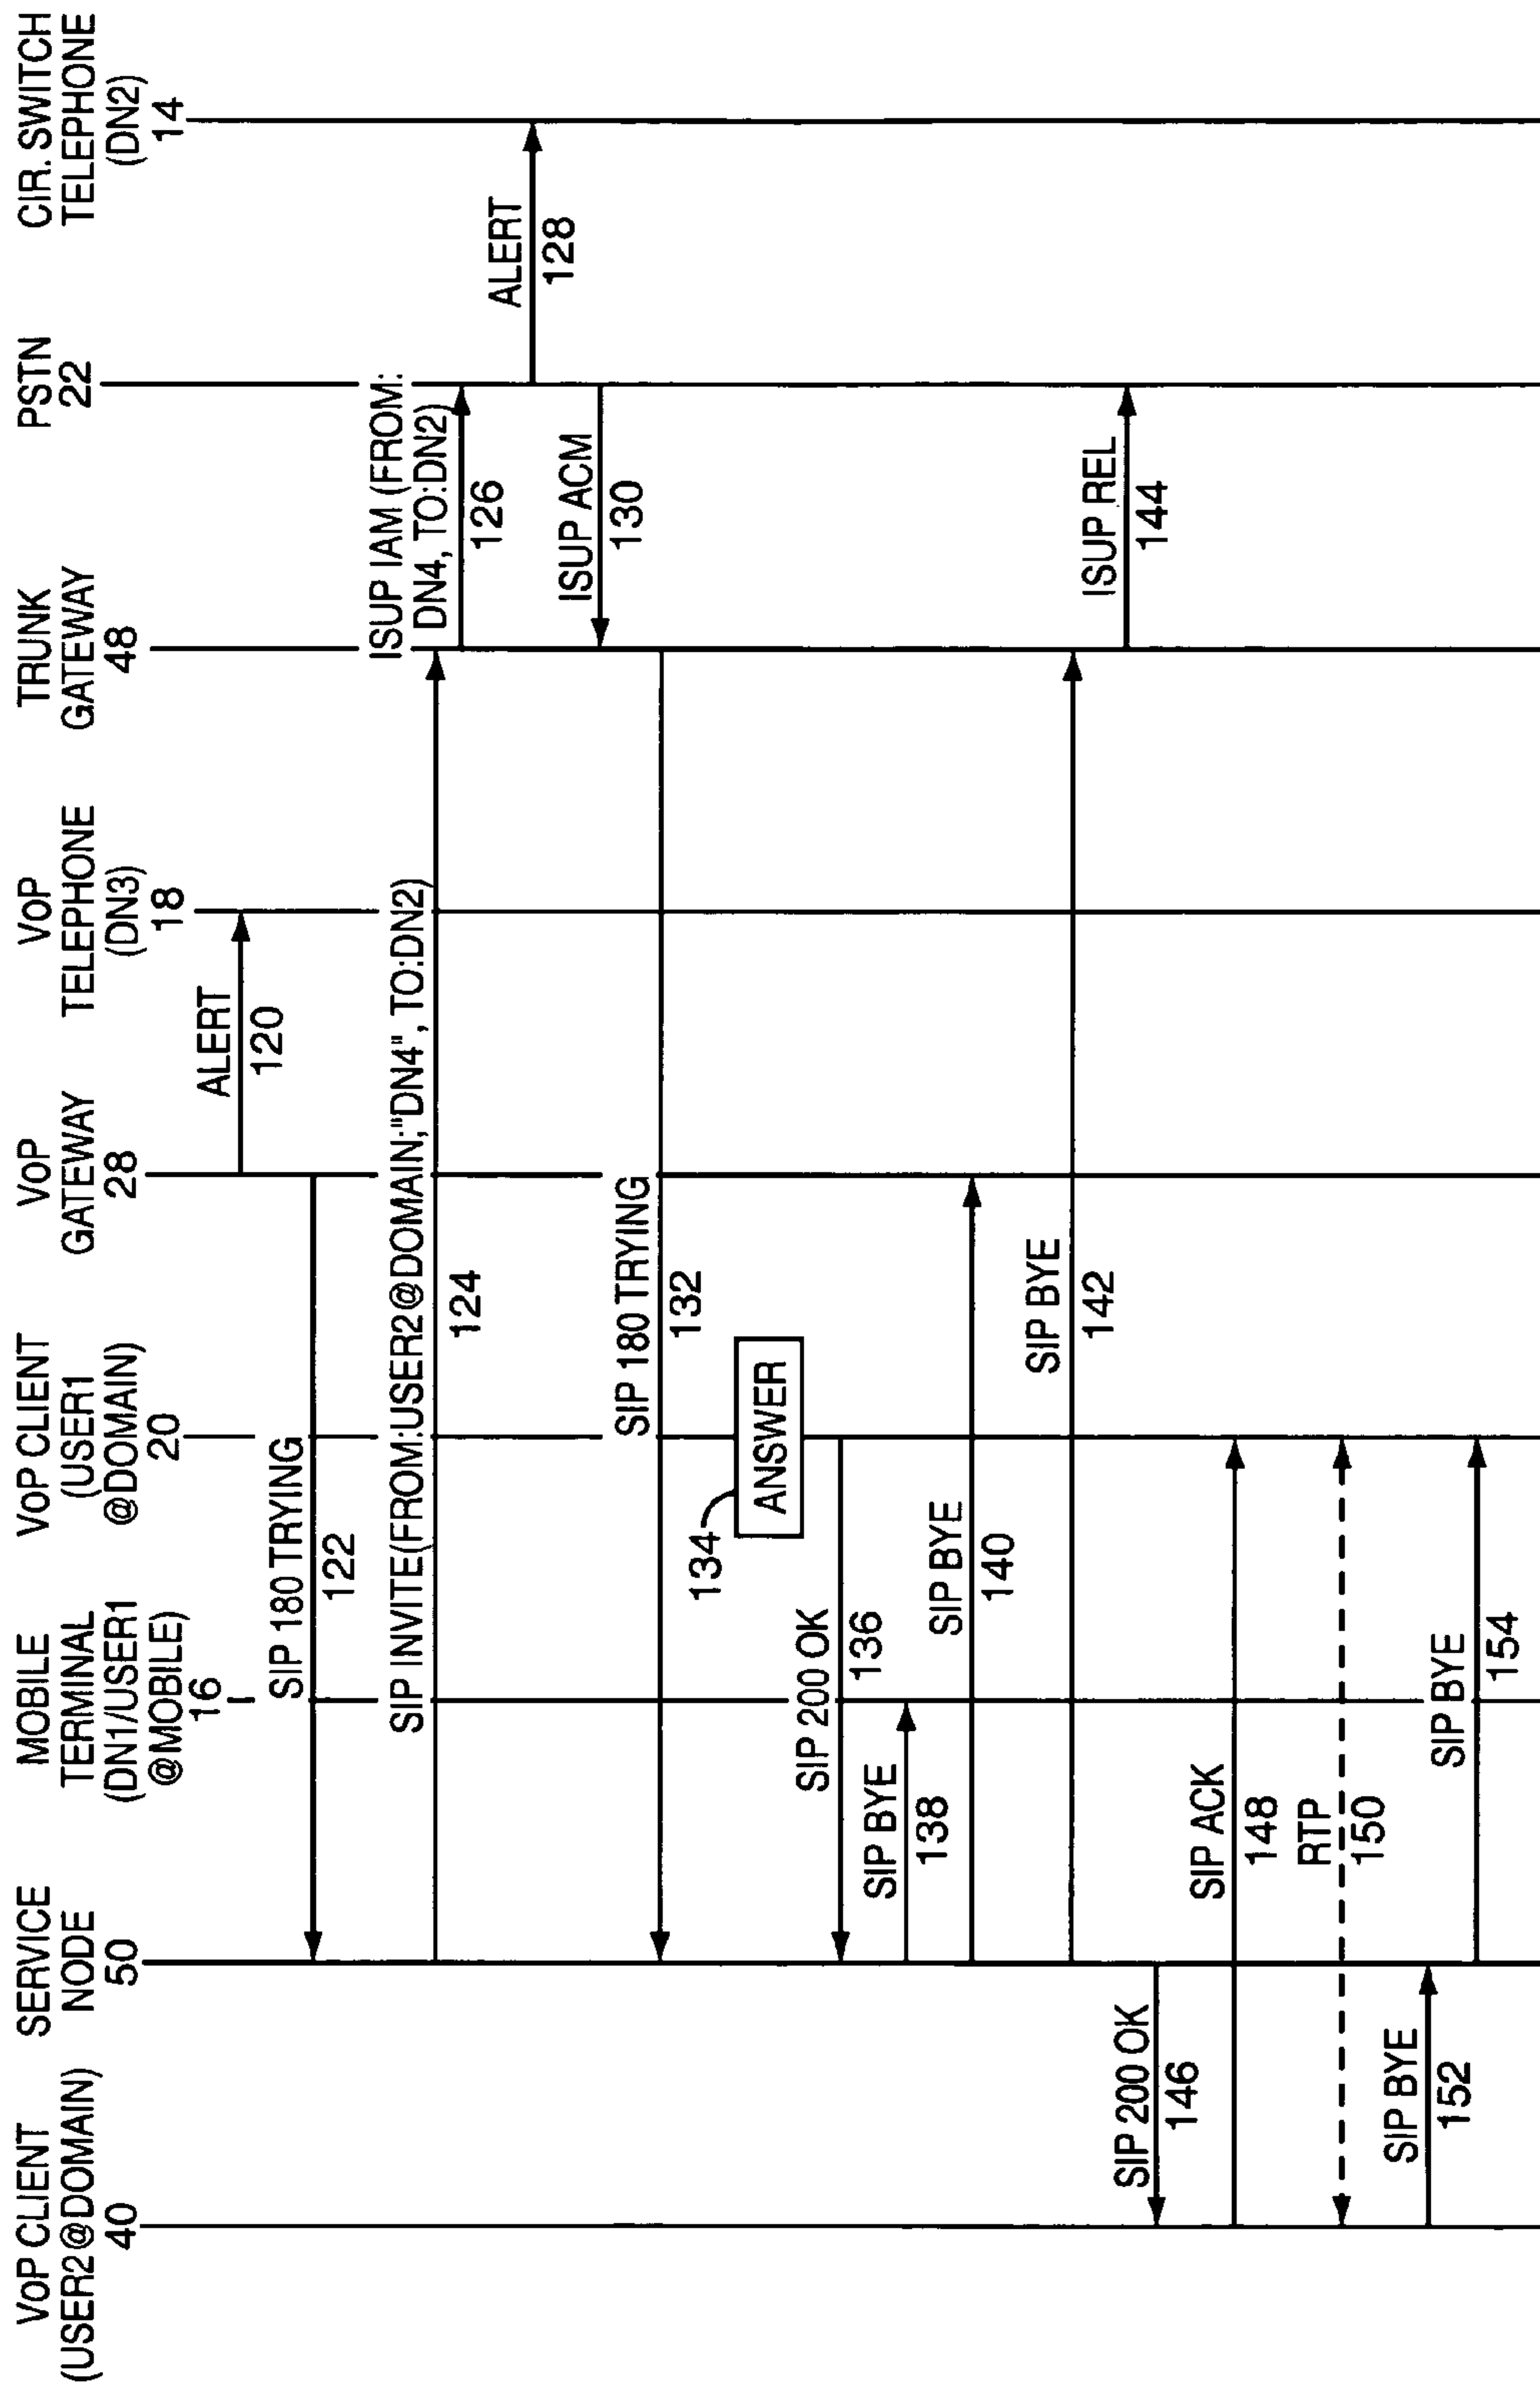 VoP CLIENT
(USER2@DOMAIN)
40
SERVICE
NODE
50
MOBILE
TERMINAL
(DN1/USER1
@MOBILE)
16
VoP CLIENT
(USER1
@DOMAIN)
20
VoP
GATEWAY
28
VoP
TELEPHONE
(DN3)
18
TRUNK
GATEWAY
48
PSTN
22
CIR. SWITCH
TELEPHONE
(DN2)
14
ALERT
120
SIP 180 TRYING
122
SIP INVITE(FROM:USER2@DOMAIN;"DN4", TO:DN2)
124
ISUP IAM (FROM:
DN4, TO:DN2)
126
ALERT
128
ISUP ACM
130
SIP 180 TRYING
132
134
ANSWER
SIP 200 OK
136
SIP BYE
138
SIP BYE
140
SIP BYE
142
ISUP REL
144
SIP 200 OK
146
SIP ACK
148
RTP
150
SIP BYE
152
SIP BYE
154